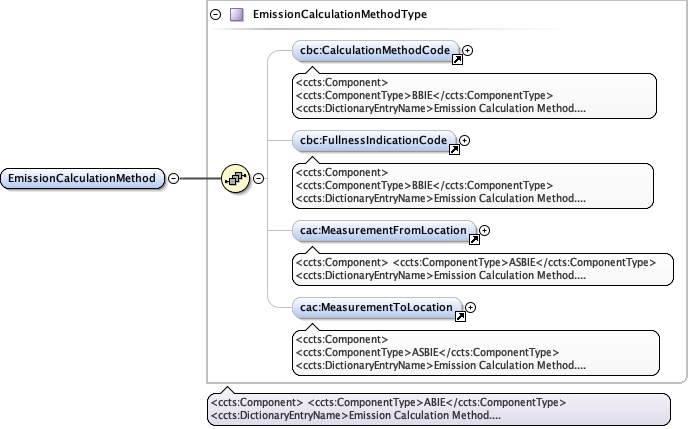 EmissionCalculationMethodType
cbc:CalculationMethodCode
<ccts:Component>
<ccts:ComponentType>BBIE</ccts:ComponentType>
<ccts:DictionaryEntryName>Emission Calculation Method....
cbc:FullnessIndicationCode
<ccts:Component>
<ccts:ComponentType>BBIE</ccts:ComponentType>
<ccts:DictionaryEntryName>Emission Calculation Method....
EmissionCalculationMethod
cac:MeasurementFromLocation
<ccts:Component> <ccts:ComponentType>ASBIE</ccts:ComponentType>
<ccts:DictionaryEntryName>Emission Calculation Method....
cac:MeasurementToLocation
<ccts:Component>
<ccts:ComponentType>ASBIE</ccts:ComponentType>
<ccts:DictionaryEntryName>Emission Calculation Method....
<ccts:Component> <ccts:ComponentType>ABIE</ccts:ComponentType>
<ccts:DictionaryEntryName>Emission Calculation Method....